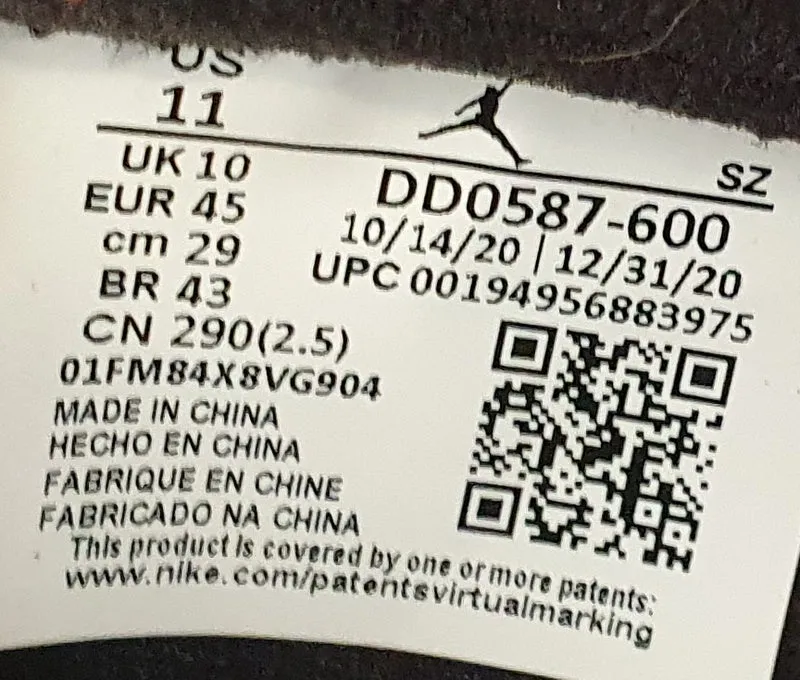 US
11
SZ
UK 10
EUR 45
cm 29
BR 43
CN 290(2.5)
01FM84X8VG904
DD0587-600
10/14/20 | 12/31/20
UPC 00194956883975
MADE IN CHINA
HECHO EN CHINA
FABRIQUE EN CHINE
FABRICADO NA CHINA
This product is covered by one or more patents:
www.nike.com/patentsvirtualmarking